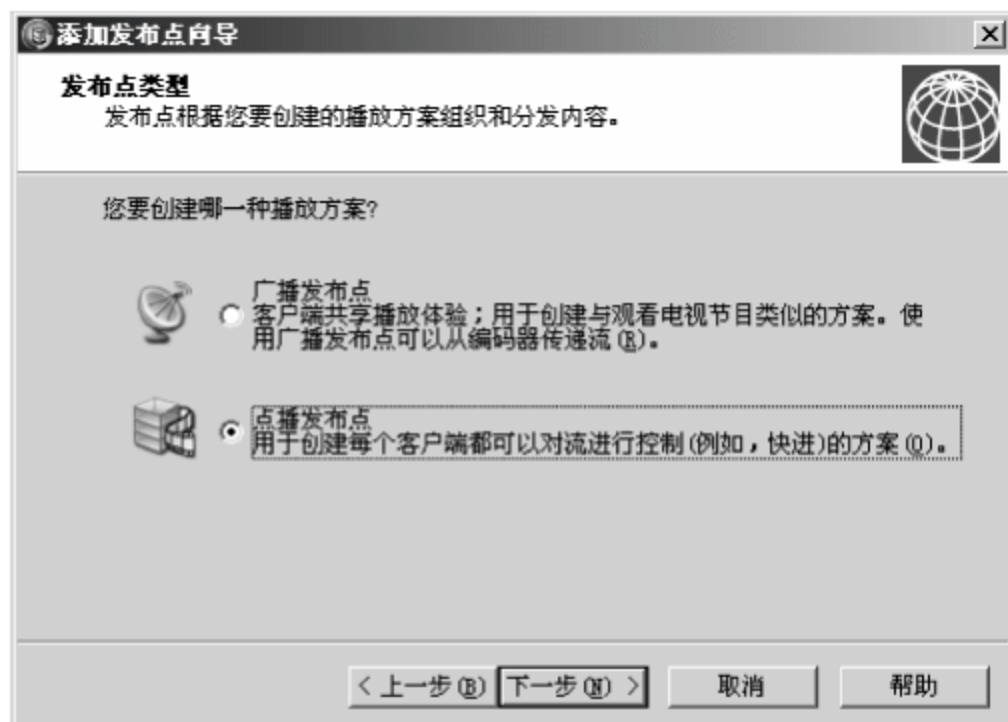 添加发布点向导
发布点类型
发布点根据您要创建的播放方案组织和分发内容。
您要创建哪一种播放方案?
广播发布点
客户端共享播放体验；用于创建与观看电视节目类似的方案。使
用广播发布点可以从编码器传递流(R)。
点播发布点
用于创建每个客户端都可以对流进行控制(例如，快进)的方案(O)。
< 上一步(B)
下一步(N) >
取消
帮助